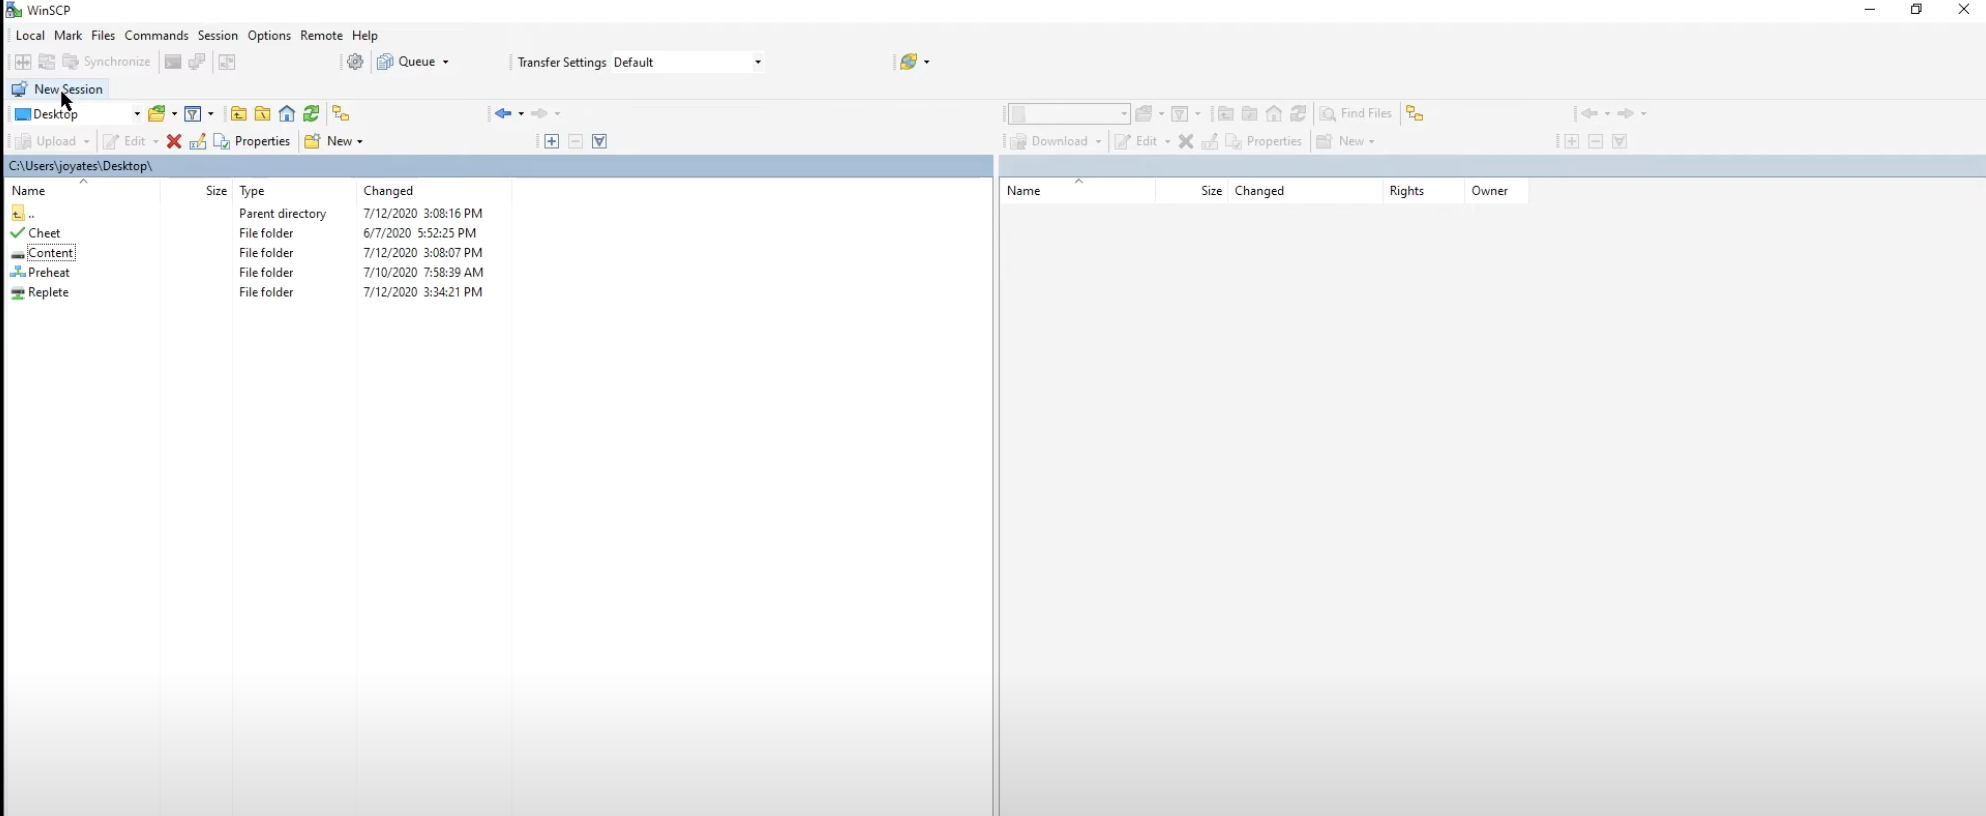 WinSCP
Local Mark Files Commands Session Options Remote Help
Synchronize Queue Transfer Settings Default
New Session
Desktop Find Files
Upload Edit Properties New Download Edit Properties New
C:\Users\joyates\Desktop\
Name Size Type Changed Name Size Changed Rights Owner
.. Parent directory 7/12/2020 3:08:16 PM
Cheet File folder 6/7/2020 5:52:25 PM
Content File folder 7/12/2020 3:08:07 PM
Preheat File folder 7/10/2020 7:58:39 AM
Replete File folder 7/12/2020 3:34:21 PM